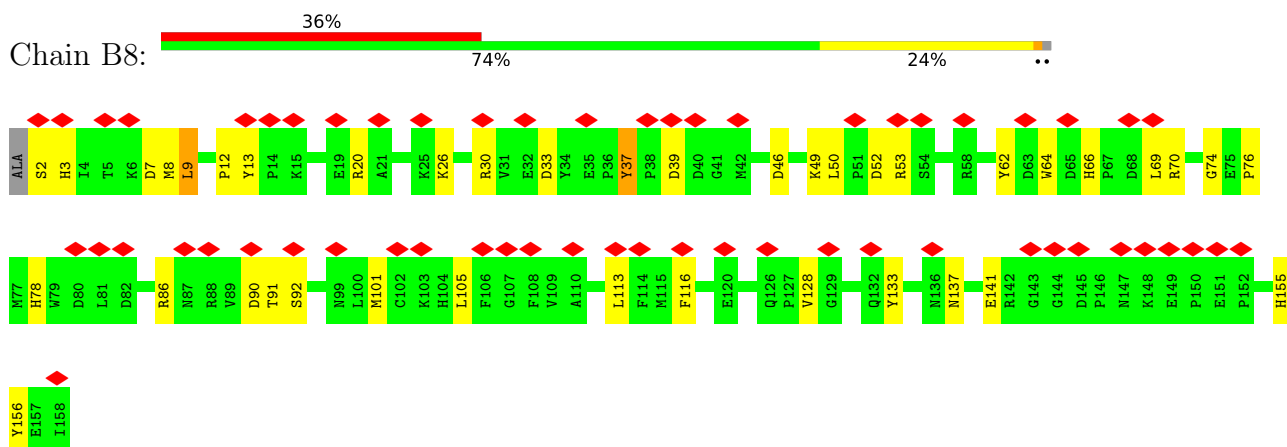 36%
Chain B8:
74% 24% ••
ALA S2 H3 I4 T5 K6 D7 M8 L9 P12 Y13 P14 K15 E19 R20 A21 K25 K26 R30 V31 E32 D33 Y34 E35 P36 Y37 P38 D39 D40 G41 M42 D46 K49 L50 P51 D52 R53 S54 R58 Y62 D63 W64 D65 H66 P67 D68 L69 R70 G74 E75 P76
M77 H78 W79 D80 L81 D82 R86 N87 R88 V89 D90 T91 S92 N99 L100 M101 G102 K103 H104 L105 F106 G107 F108 V109 A110 L113 F114 M115 F116 E120 Q126 P127 V128 G129 Q132 Y133 N136 N137 E141 R142 G143 G144 D145 P146 N147 K148 E149 P150 E151 P152 H155
Y156 E157 I158